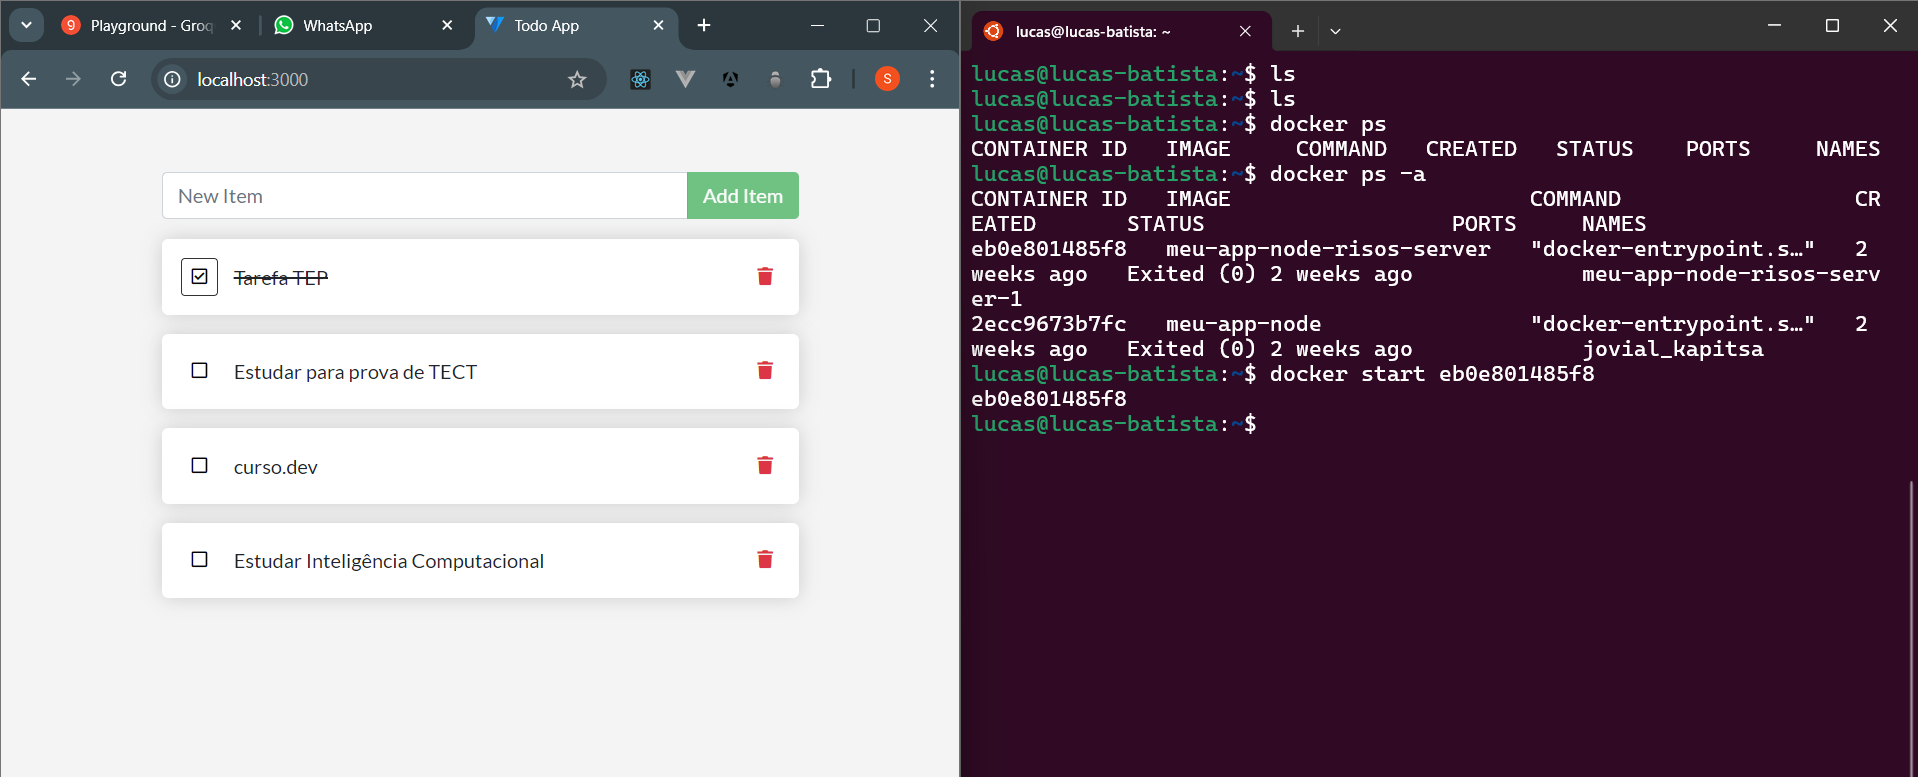 Playground - Groq
WhatsApp
Todo App
localhost:3000
S
New Item
Add Item
Tarefa TEP
Estudar para prova de TECT
curso.dev
Estudar Inteligência Computacional
lucas@lucas-batista: ~
lucas@lucas-batista:~$ ls
lucas@lucas-batista:~$ ls
lucas@lucas-batista:~$ docker ps
CONTAINER ID   IMAGE     COMMAND   CREATED   STATUS    PORTS     NAMES
lucas@lucas-batista:~$ docker ps -a
CONTAINER ID   IMAGE                       COMMAND                  CR
EATED       STATUS                   PORTS     NAMES
eb0e801485f8   meu-app-node-risos-server   "docker-entrypoint.s…"   2
weeks ago   Exited (0) 2 weeks ago             meu-app-node-risos-serv
er-1
2ecc9673b7fc   meu-app-node                "docker-entrypoint.s…"   2
weeks ago   Exited (0) 2 weeks ago             jovial_kapitsa
lucas@lucas-batista:~$ docker start eb0e801485f8
eb0e801485f8
lucas@lucas-batista:~$